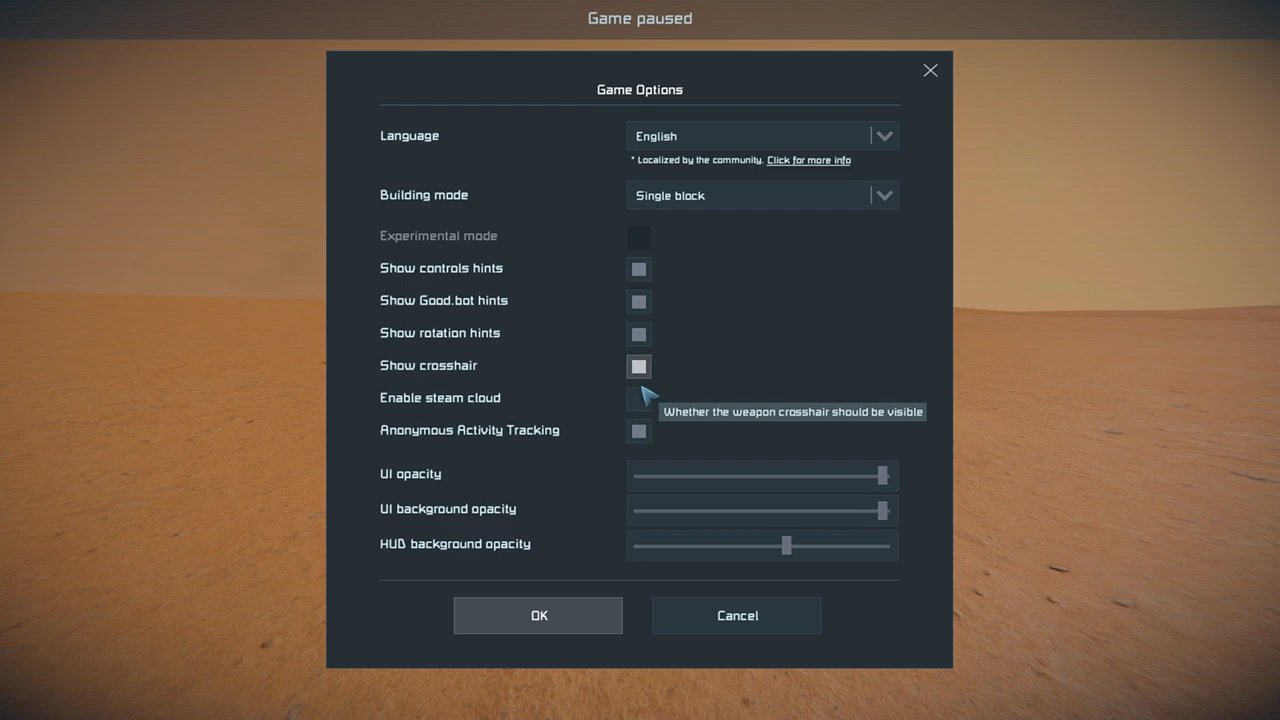 Game paused
Game Options
Language
English
* Localized by the community. Click for more info
Building mode
Single block
Experimental mode
Show controls hints
Show Good.bot hints
Show rotation hints
Show crosshair
Enable steam cloud
Whether the weapon crosshair should be visible
Anonymous Activity Tracking
UI opacity
UI background opacity
HUD background opacity
OK
Cancel